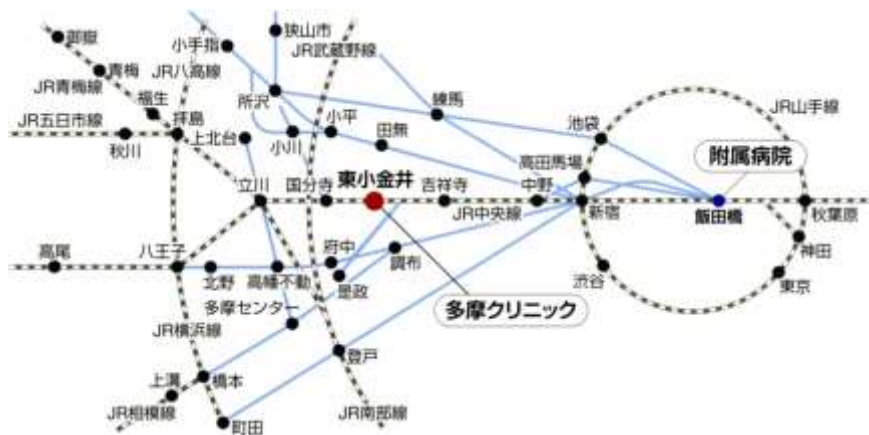 狭山市
小手指
JR武蔵野線
御嶽
青梅
JR八高線
JR青梅線
福生
所沢
練馬
JR山手線
JR五日市線
拝島
上北台
小川
小平
田無
池袋
附属病院
秋川
高田馬場
立川
国分寺
東小金井
吉祥寺
中野
JR中央線
新宿
飯田橋
秋葉原
高尾
八王子
府中
調布
神田
北野
高幡不動
是政
渋谷
東京
多摩センター
多摩クリニック
JR横浜線
登戸
上溝
橋本
JR相模線
町田
JR南部線